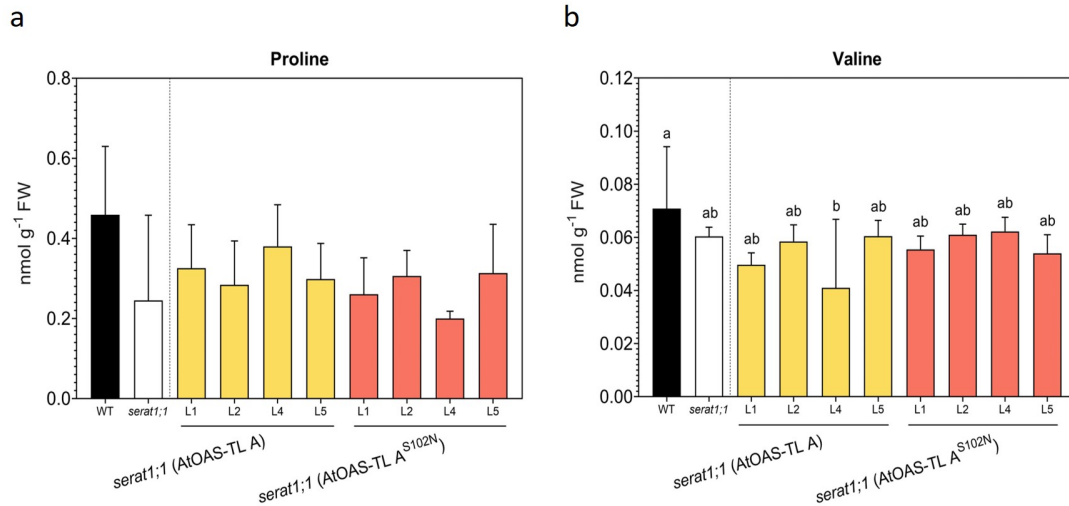 a
Proline
nmol g⁻¹ FW
0.8
0.6
0.4
0.2
0.0
WT serat1;1 L1 L2 L4 L5 L1 L2 L4 L5
serat1;1 (AtOAS-TL A)
serat1;1 (AtOAS-TL A^S102N)
b
Valine
nmol g⁻¹ FW
0.12
0.10
0.08
0.06
0.04
0.02
0.00
a ab ab ab b ab ab ab ab ab
WT serat1;1 L1 L2 L4 L5 L1 L2 L4 L5
serat1;1 (AtOAS-TL A)
serat1;1 (AtOAS-TL A^S102N)